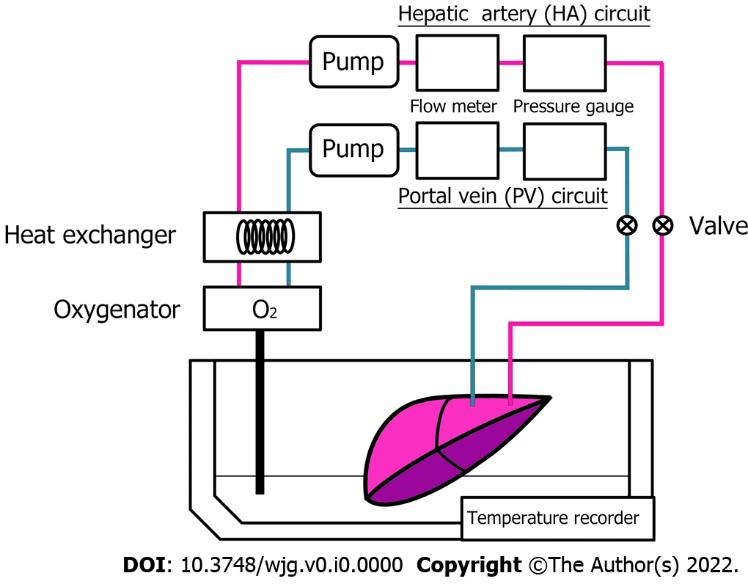 Hepatic artery (HA) circuit
Pump
Flow meter
Pressure gauge
Pump
Portal vein (PV) circuit
Heat exchanger
Valve
Oxygenator
O2
Temperature recorder
DOI: 10.3748/wjg.v0.i0.0000 Copyright ©The Author(s) 2022.